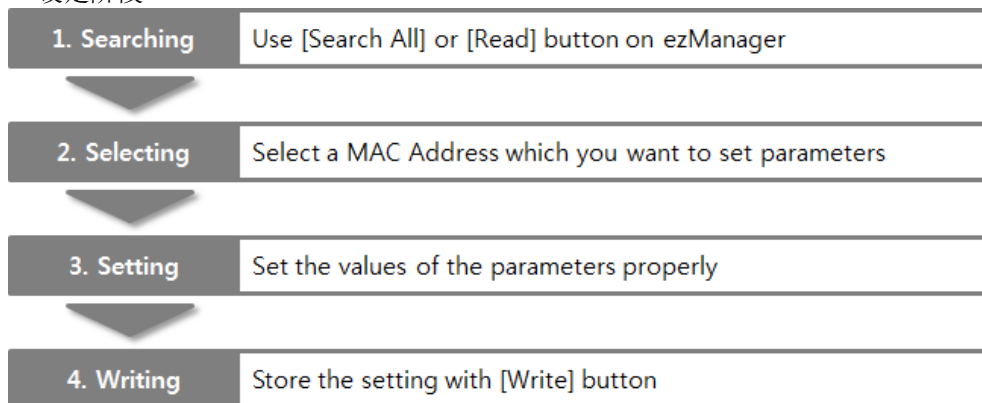 1. Searching Use [Search All] or [Read] button on ezManager
2. Selecting Select a MAC Address which you want to set parameters
3. Setting Set the values of the parameters properly
4. Writing Store the setting with [Write] button